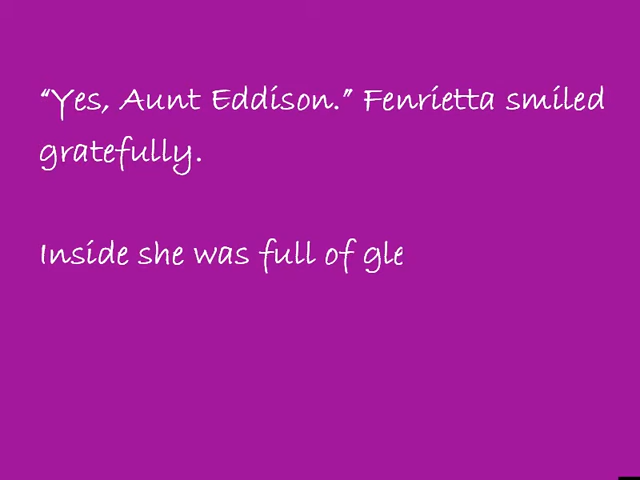 “Yes, Aunt Eddison.” Fenrietta smiled
gratefully.
Inside she was full of gle